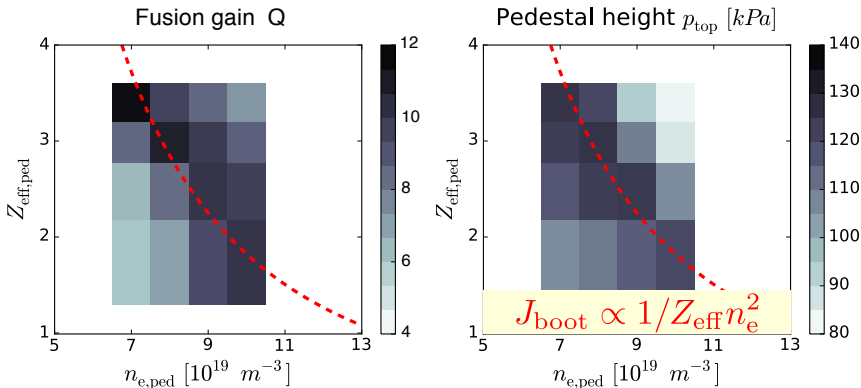 Fusion gain Q
Pedestal height p_top [kPa]
4
3
2
1
Z_eff,ped
5 7 9 11 13
n_e,ped [10^19 m^−3]
12
10
8
6
4
4
3
2
1
Z_eff,ped
J_boot ∝ 1/Z_eff n_e^2
5 7 9 11 13
n_e,ped [10^19 m^−3]
140
130
120
110
100
90
80